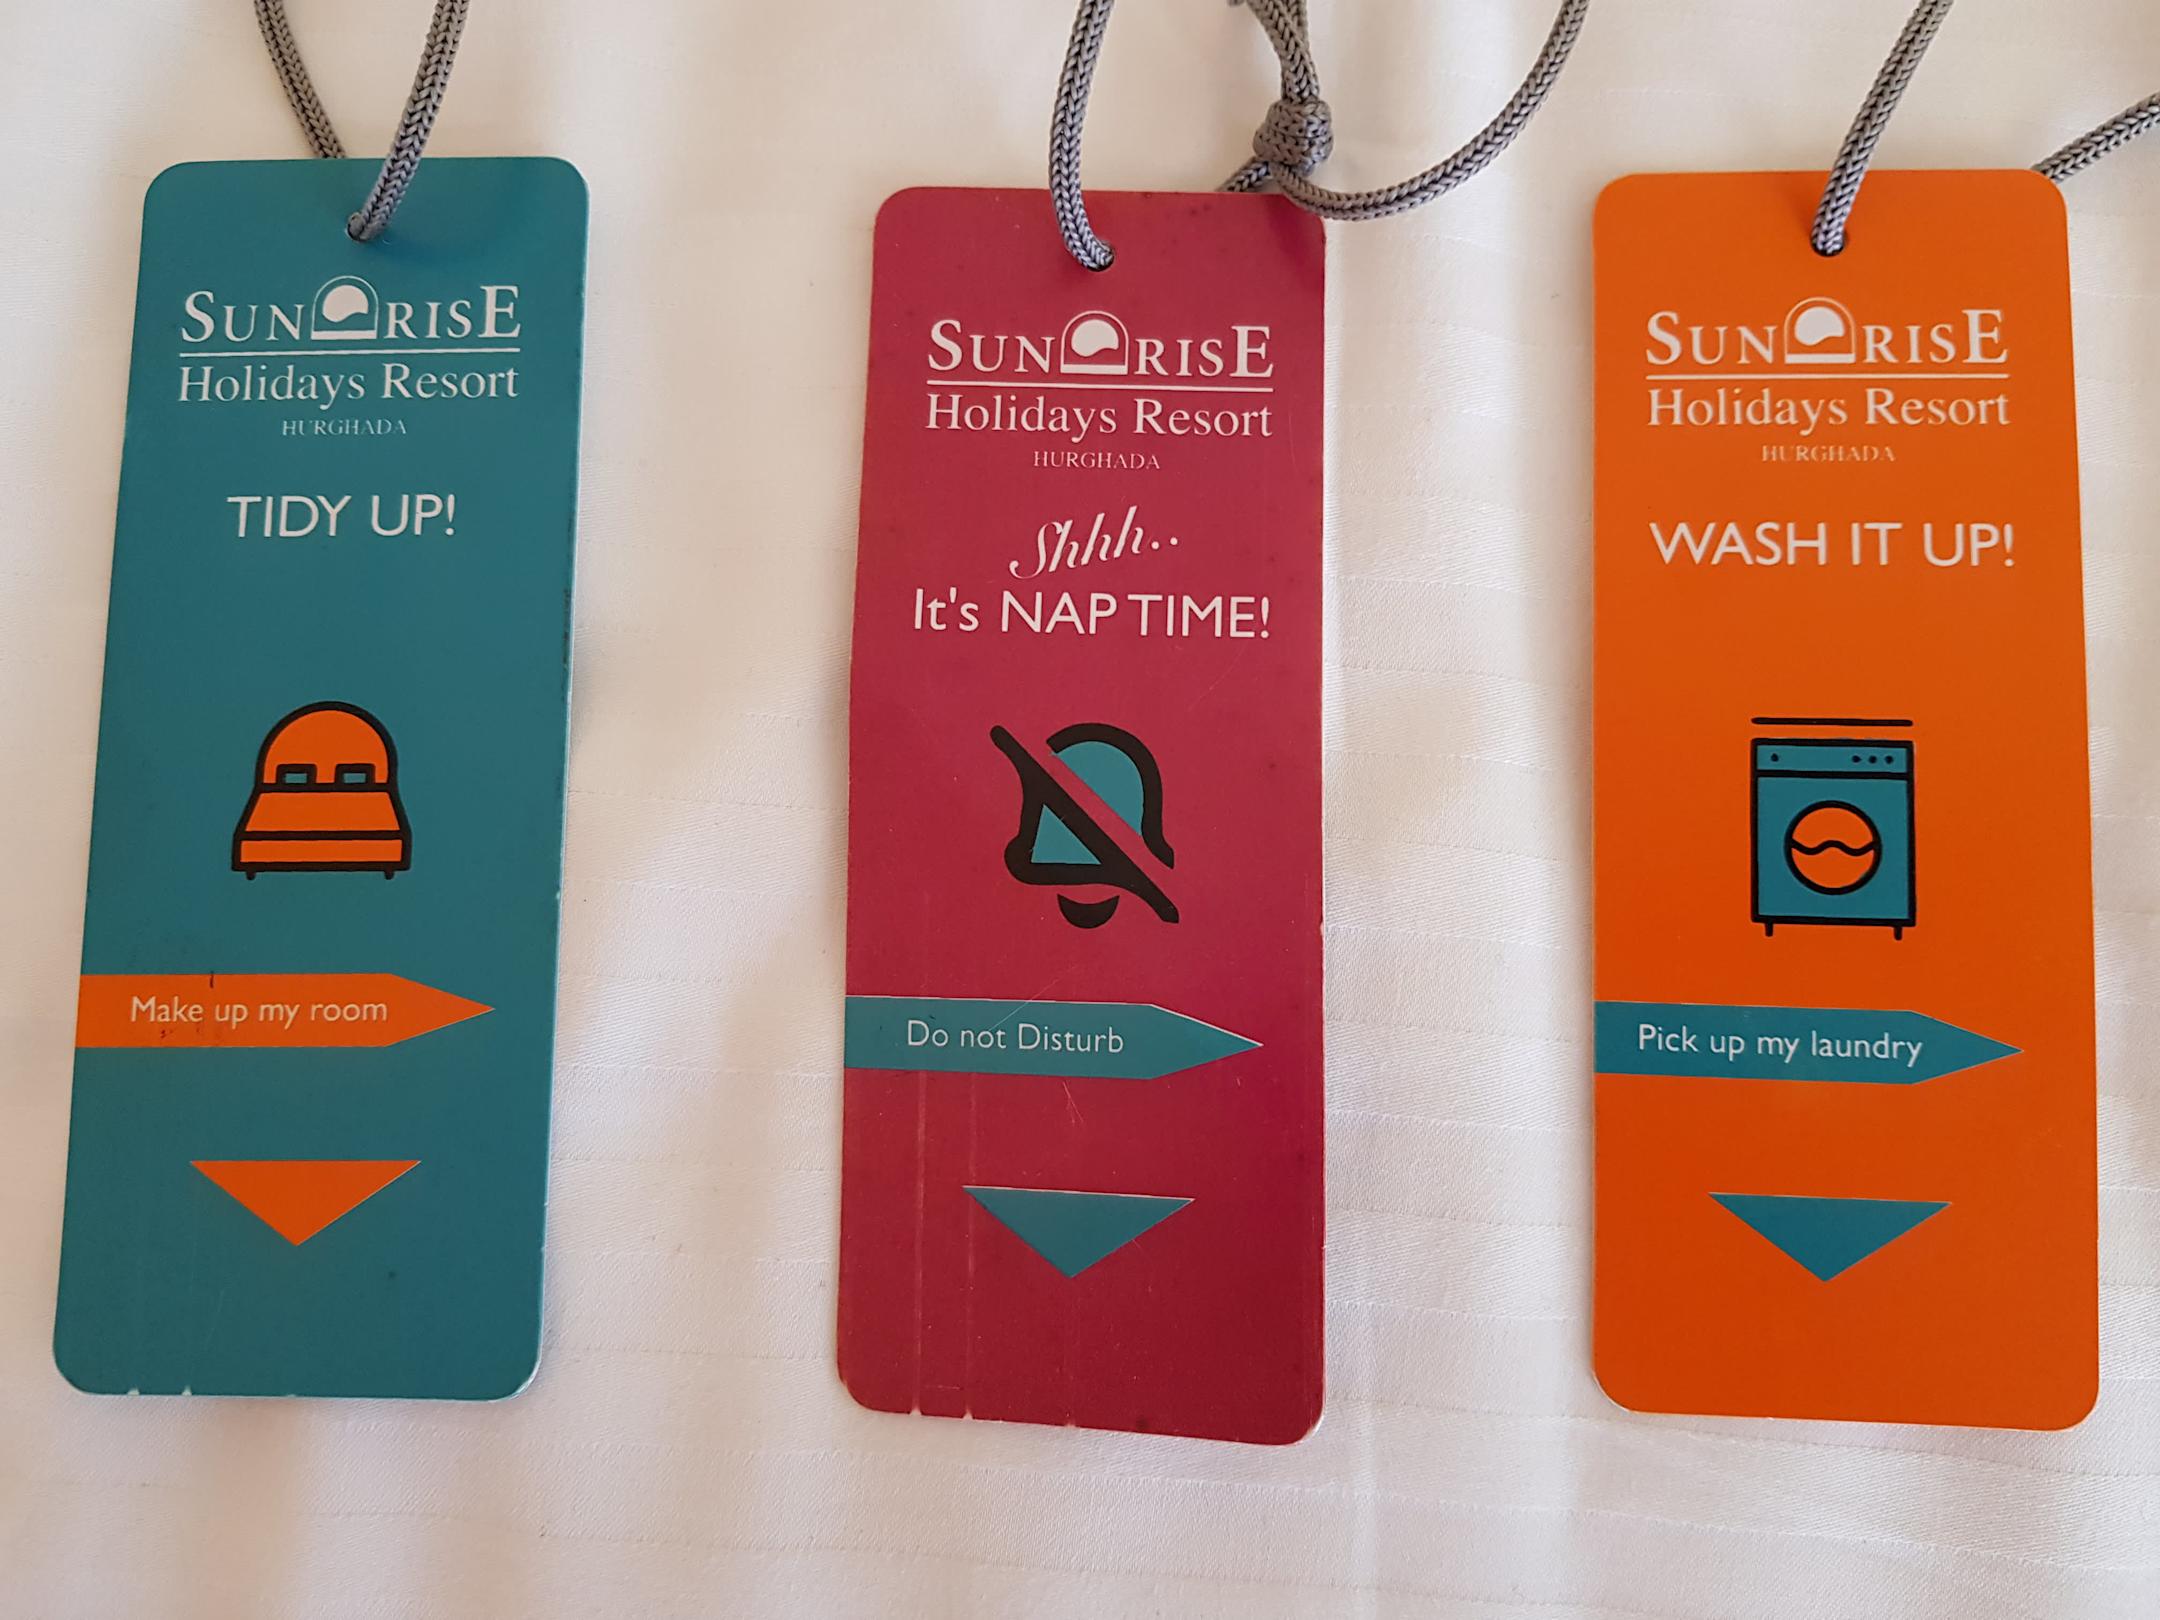 SUNRISE
Holidays Resort
HURGHADA
TIDY UP!
Make up my room
SUNRISE
Holidays Resort
HURGHADA
Shhh..
It's NAP TIME!
Do not Disturb
SUNRISE
Holidays Resort
HURGHADA
WASH IT UP!
Pick up my laundry